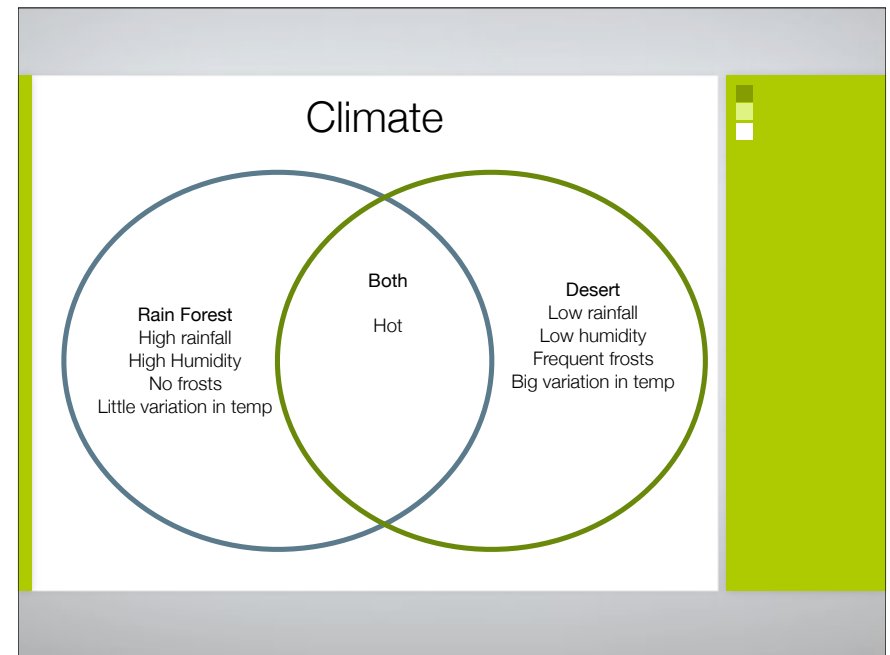 Climate
Rain Forest
High rainfall
High Humidity
No frosts
Little variation in temp
Both
Hot
Desert
Low rainfall
Low humidity
Frequent frosts
Big variation in temp